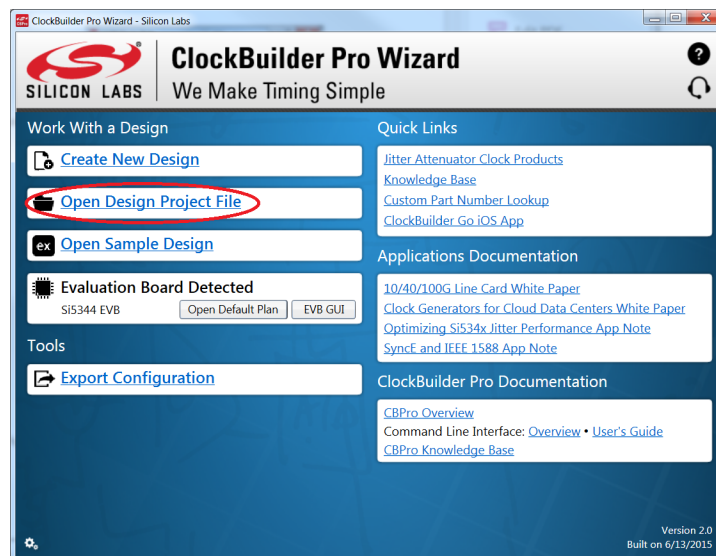 ClockBuilder Pro Wizard - Silicon Labs
SILICON LABS
ClockBuilder Pro Wizard
We Make Timing Simple
?
Work With a Design
Create New Design
Open Design Project File
ex Open Sample Design
Evaluation Board Detected
Si5344 EVB Open Default Plan EVB GUI
Tools
Export Configuration
Quick Links
Jitter Attenuator Clock Products
Knowledge Base
Custom Part Number Lookup
ClockBuilder Go iOS App
Applications Documentation
10/40/100G Line Card White Paper
Clock Generators for Cloud Data Centers White Paper
Optimizing Si534x Jitter Performance App Note
SyncE and IEEE 1588 App Note
ClockBuilder Pro Documentation
CBPro Overview
Command Line Interface: Overview • User's Guide
CBPro Knowledge Base
Version 2.0
Built on 6/13/2015